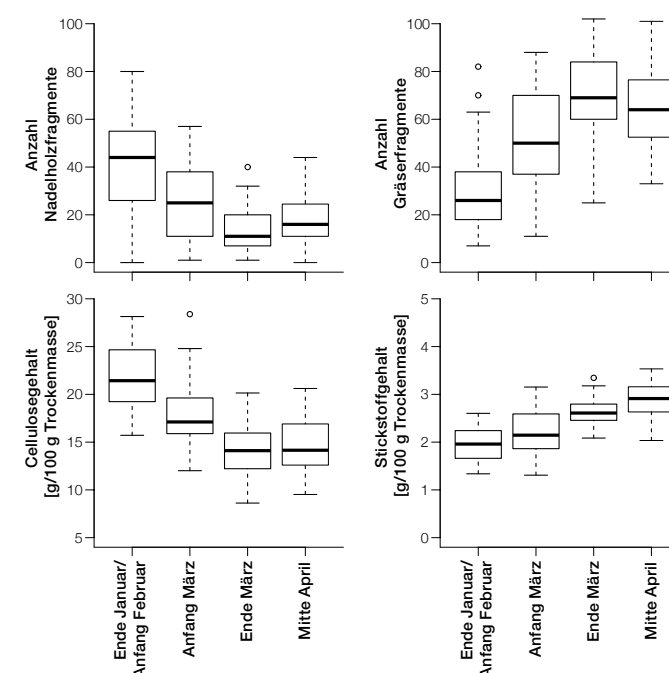 100
80
60
40
20
0
Anzahl
Nadelholzfragmente
100
80
60
40
20
0
Anzahl
Gräserfragmente
30
25
20
15
10
5
Cellulosegehalt
[g/100 g Trockenmasse]
5
4
3
2
1
0
Stickstoffgehalt
[g/100 g Trockenmasse]
Ende Januar/
Anfang Februar
Anfang März
Ende März
Mitte April
Ende Januar/
Anfang Februar
Anfang März
Ende März
Mitte April